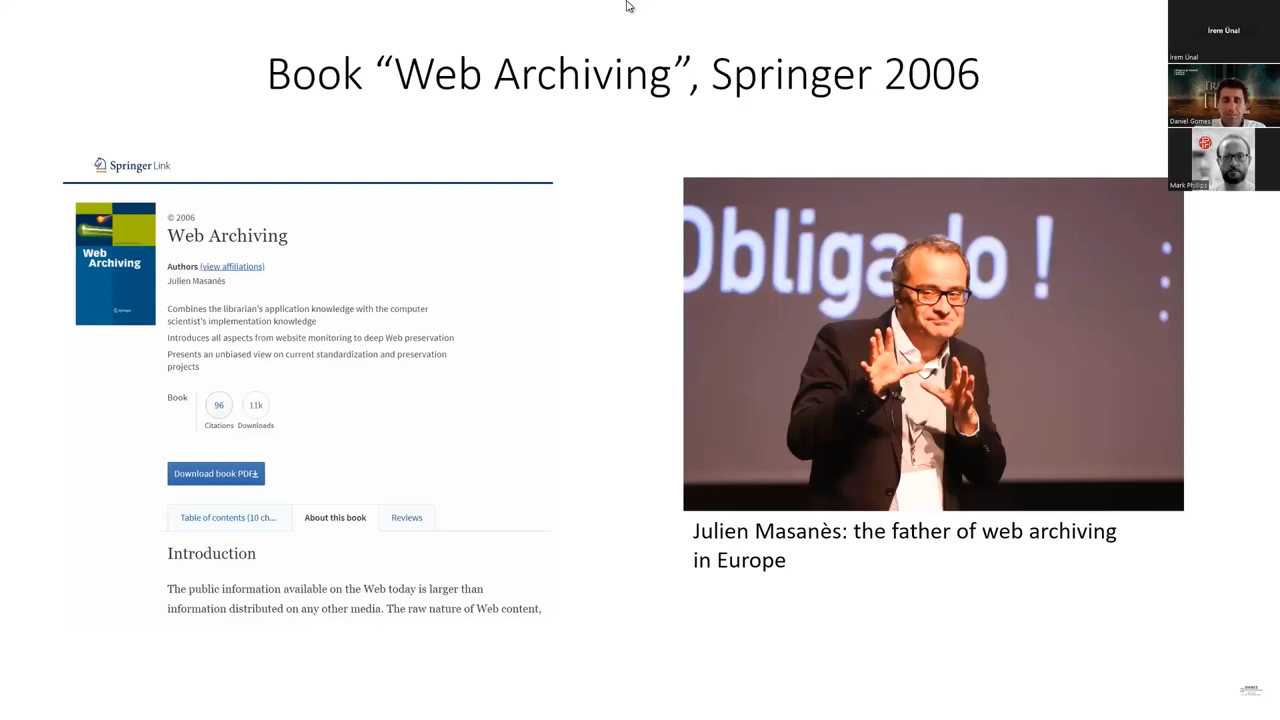 Book “Web Archiving”, Springer 2006
Springer Link
Web
Archiving
Springer
© 2006
Web Archiving
Authors (view affiliations)
Julien Masanés
Combines the librarian's application knowledge with the computer
scientist's implementation knowledge
Introduces all aspects from website monitoring to deep Web preservation
Presents an unbiased view on current standardization and preservation
projects
Book
96
11k
Citations
Downloads
Download book PDF
Table of contents (10 ch...
About this book
Reviews
Introduction
The public information available on the Web today is larger than
information distributed on any other media. The raw nature of Web content,
Obligado !
Julien Masanès: the father of web archiving
in Europe
İrem Ünal
İrem Ünal
Daniel Gomes
Mark Phillips